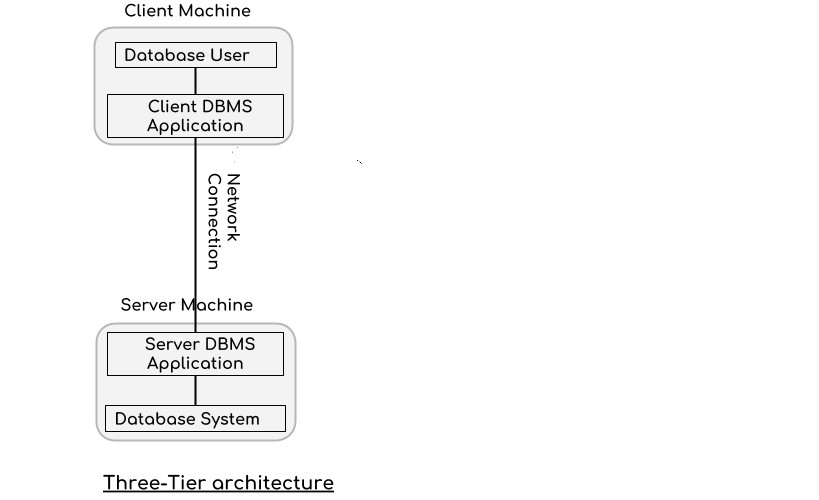 Client Machine
Database User
Client DBMS
Application
Network
Connection
Server Machine
Server DBMS
Application
Database System
Three-Tier architecture